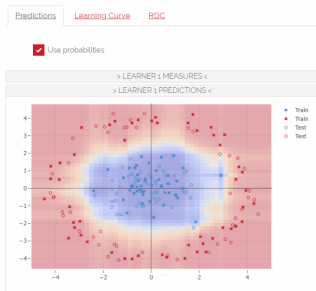 Predictions Learning Curve ROC
Use probabilities
> LEARNER 1 MEASURES <
> LEARNER 1 PREDICTIONS <
Train
Train
Test
Test
4
3
2
1
0
−1
−2
−3
−4
−4 −2 0 2 4